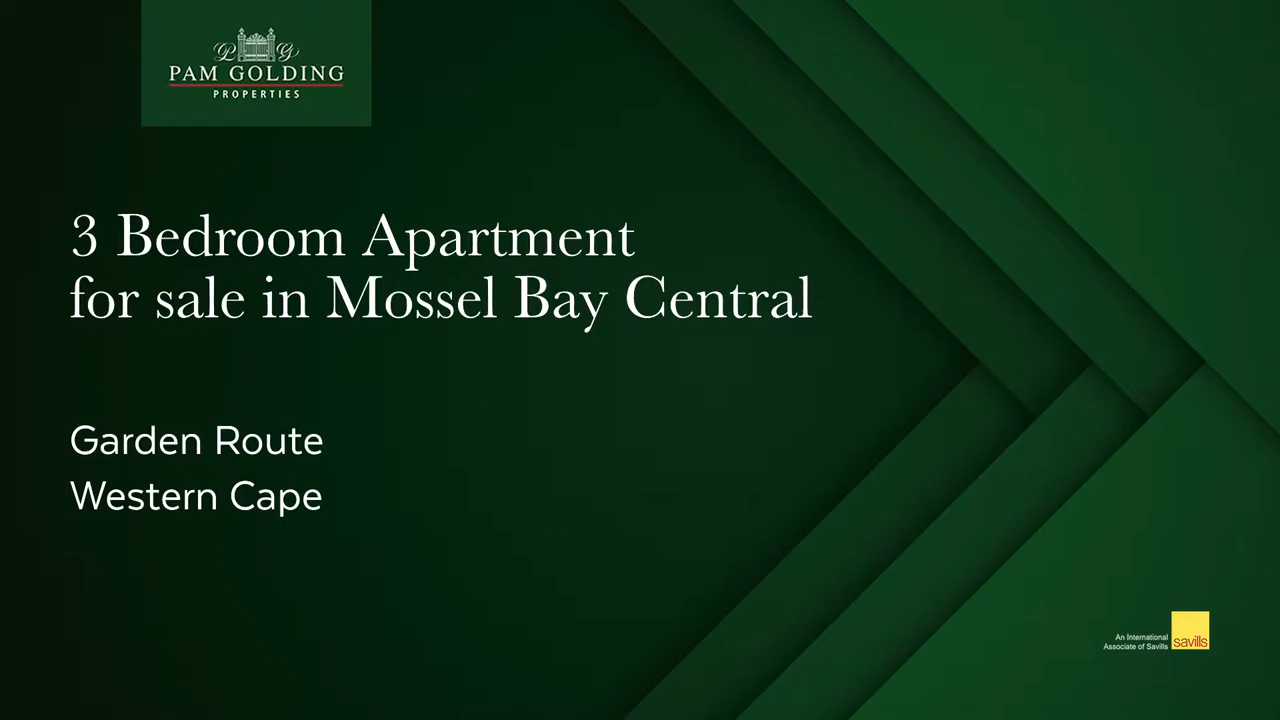 P G
PAM GOLDING
PROPERTIES
3 Bedroom Apartment
for sale in Mossel Bay Central
Garden Route
Western Cape
An International
Associate of Savills
savills